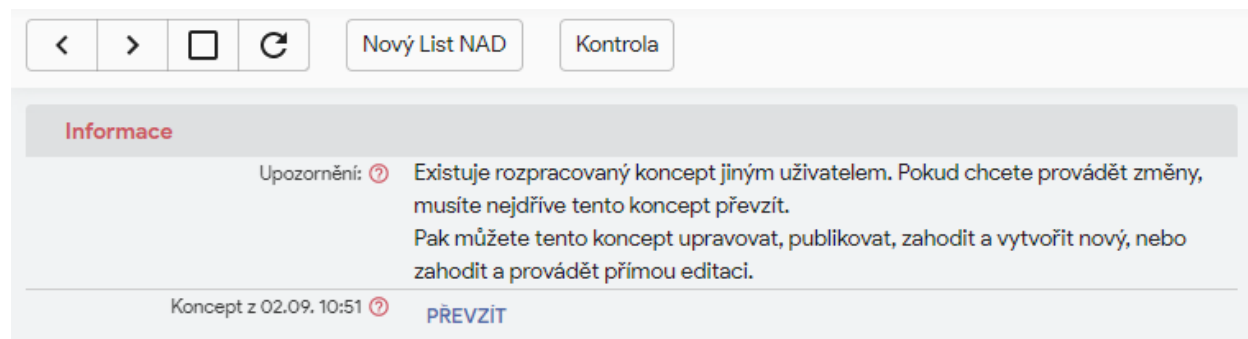 Nový List NAD
Kontrola
Informace
Upozornění:
Existuje rozpracovaný koncept jiným uživatelem. Pokud chcete provádět změny,
musíte nejdříve tento koncept převzít.
Pak můžete tento koncept upravovat, publikovat, zahodit a vytvořit nový, nebo
zahodit a provádět přímou editaci.
Koncept z 02.09. 10:51
PŘEVZÍT